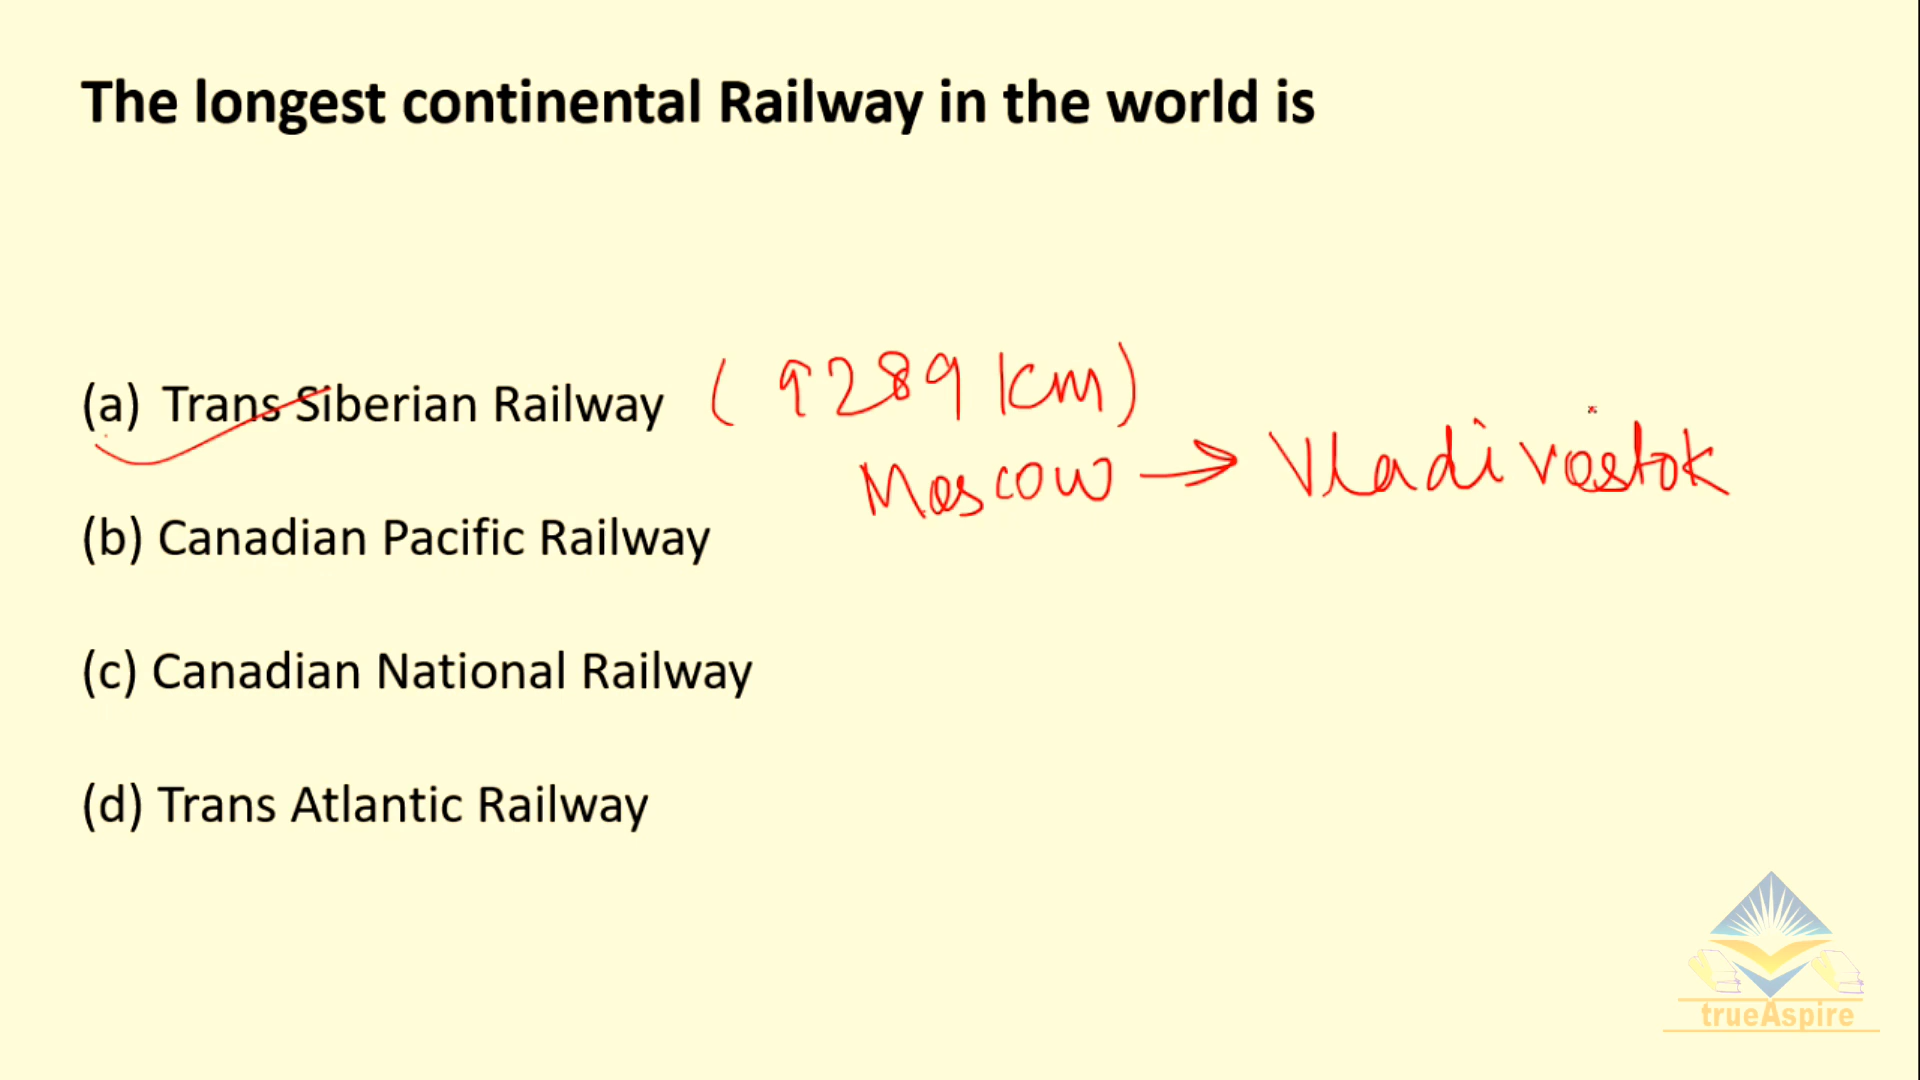 The longest continental Railway in the world is
(a) Trans Siberian Railway (9289 km)
Moscow → Vladivostok
(b) Canadian Pacific Railway
(c) Canadian National Railway
(d) Trans Atlantic Railway
trueAspire